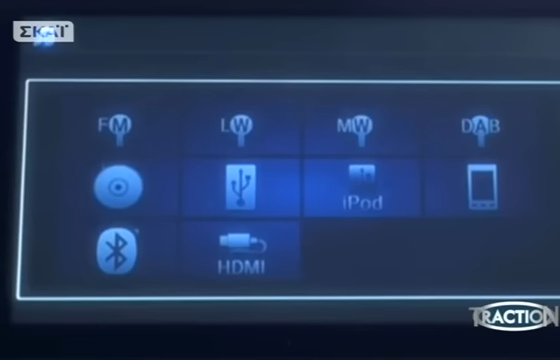 ΣΚΑΪ
FM LW MW DAB
iPod
HDMI
TRACTION